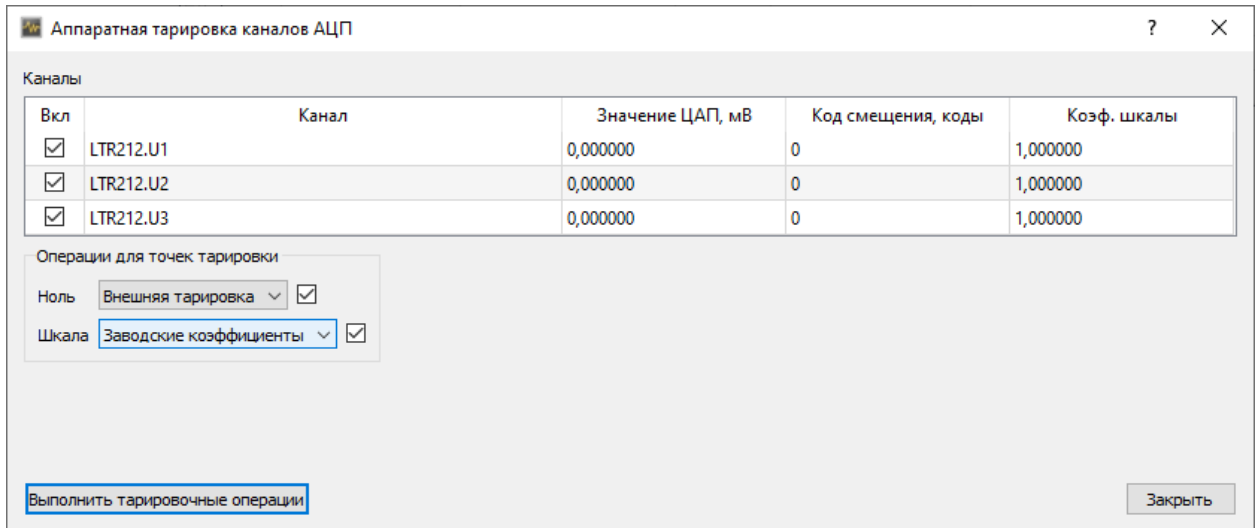 Аппаратная тарировка каналов АЦП ?
Каналы
Вкл Канал Значение ЦАП, мВ Код смещения, коды Коэф. шкалы
LTR212.U1 0,000000 0 1,000000
LTR212.U2 0,000000 0 1,000000
LTR212.U3 0,000000 0 1,000000
Операции для точек тарировки
Ноль Внешняя тарировка
Шкала Заводские коэффициенты
Выполнить тарировочные операции Закрыть